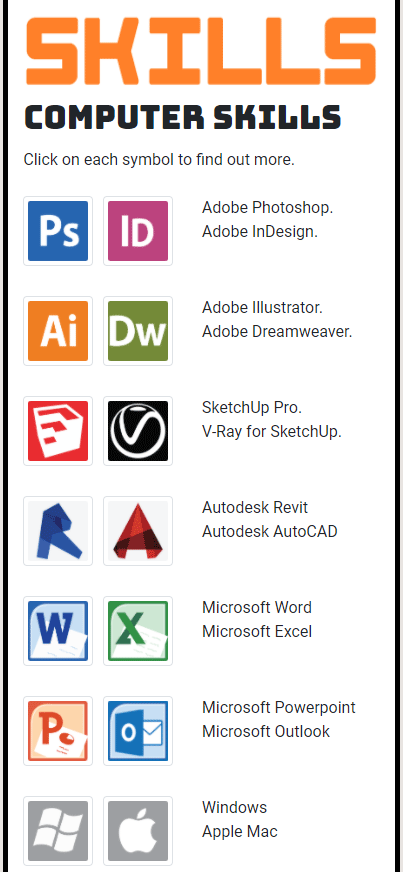 SKILLS
COMPUTER SKILLS
Click on each symbol to find out more.
Ps ID
Adobe Photoshop.
Adobe InDesign.
Ai Dw
Adobe Illustrator.
Adobe Dreamweaver.
SketchUp Pro.
V-Ray for SketchUp.
Autodesk Revit
Autodesk AutoCAD
W X
Microsoft Word
Microsoft Excel
P O
Microsoft Powerpoint
Microsoft Outlook
Windows
Apple Mac